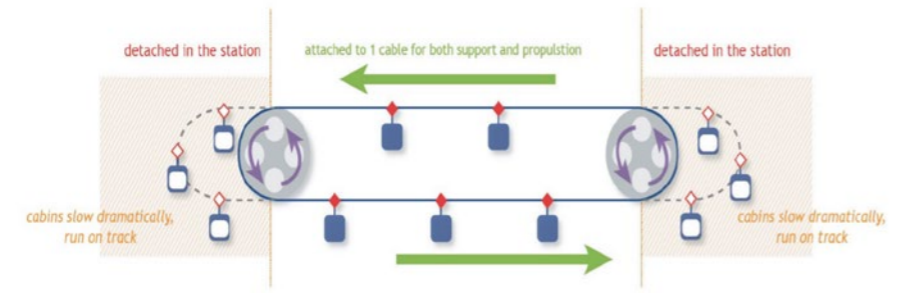 detached in the station
attached to 1 cable for both support and propulstion
detached in the station
cabins slow dramatically,
run on track
cabins slow dramatically,
run on track